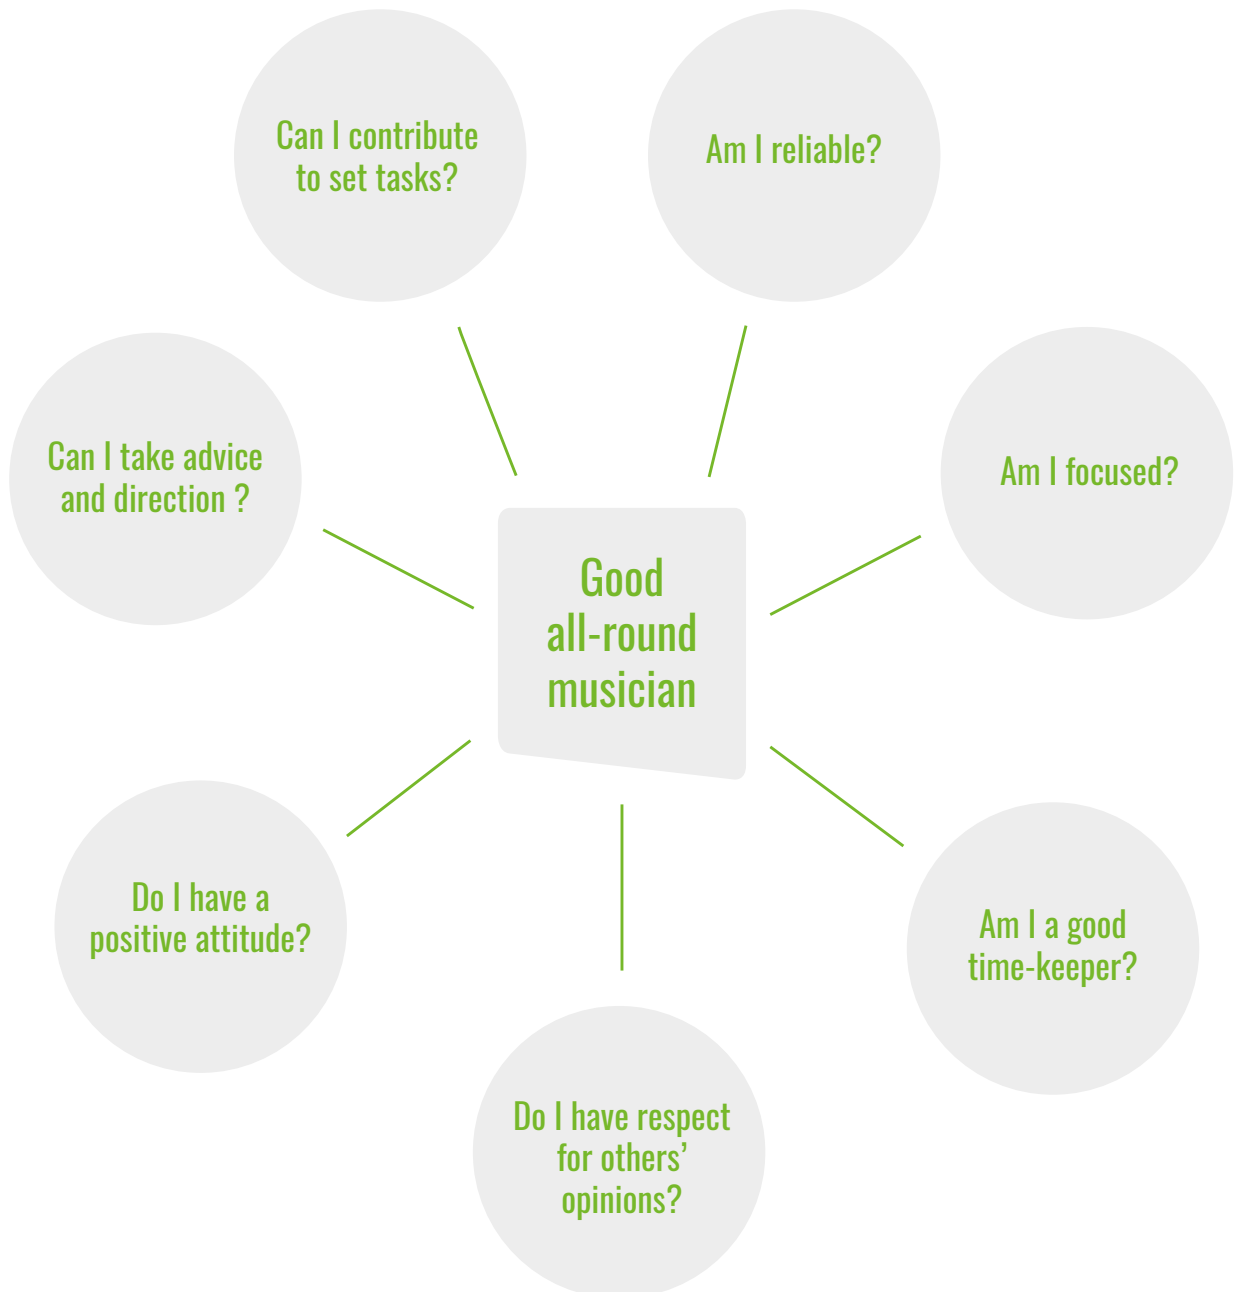 Can I contribute
to set tasks?
Am I reliable?
Can I take advice
and direction ?
Am I focused?
Good
all-round
musician
Do I have a
positive attitude?
Am I a good
time-keeper?
Do I have respect
for others’
opinions?